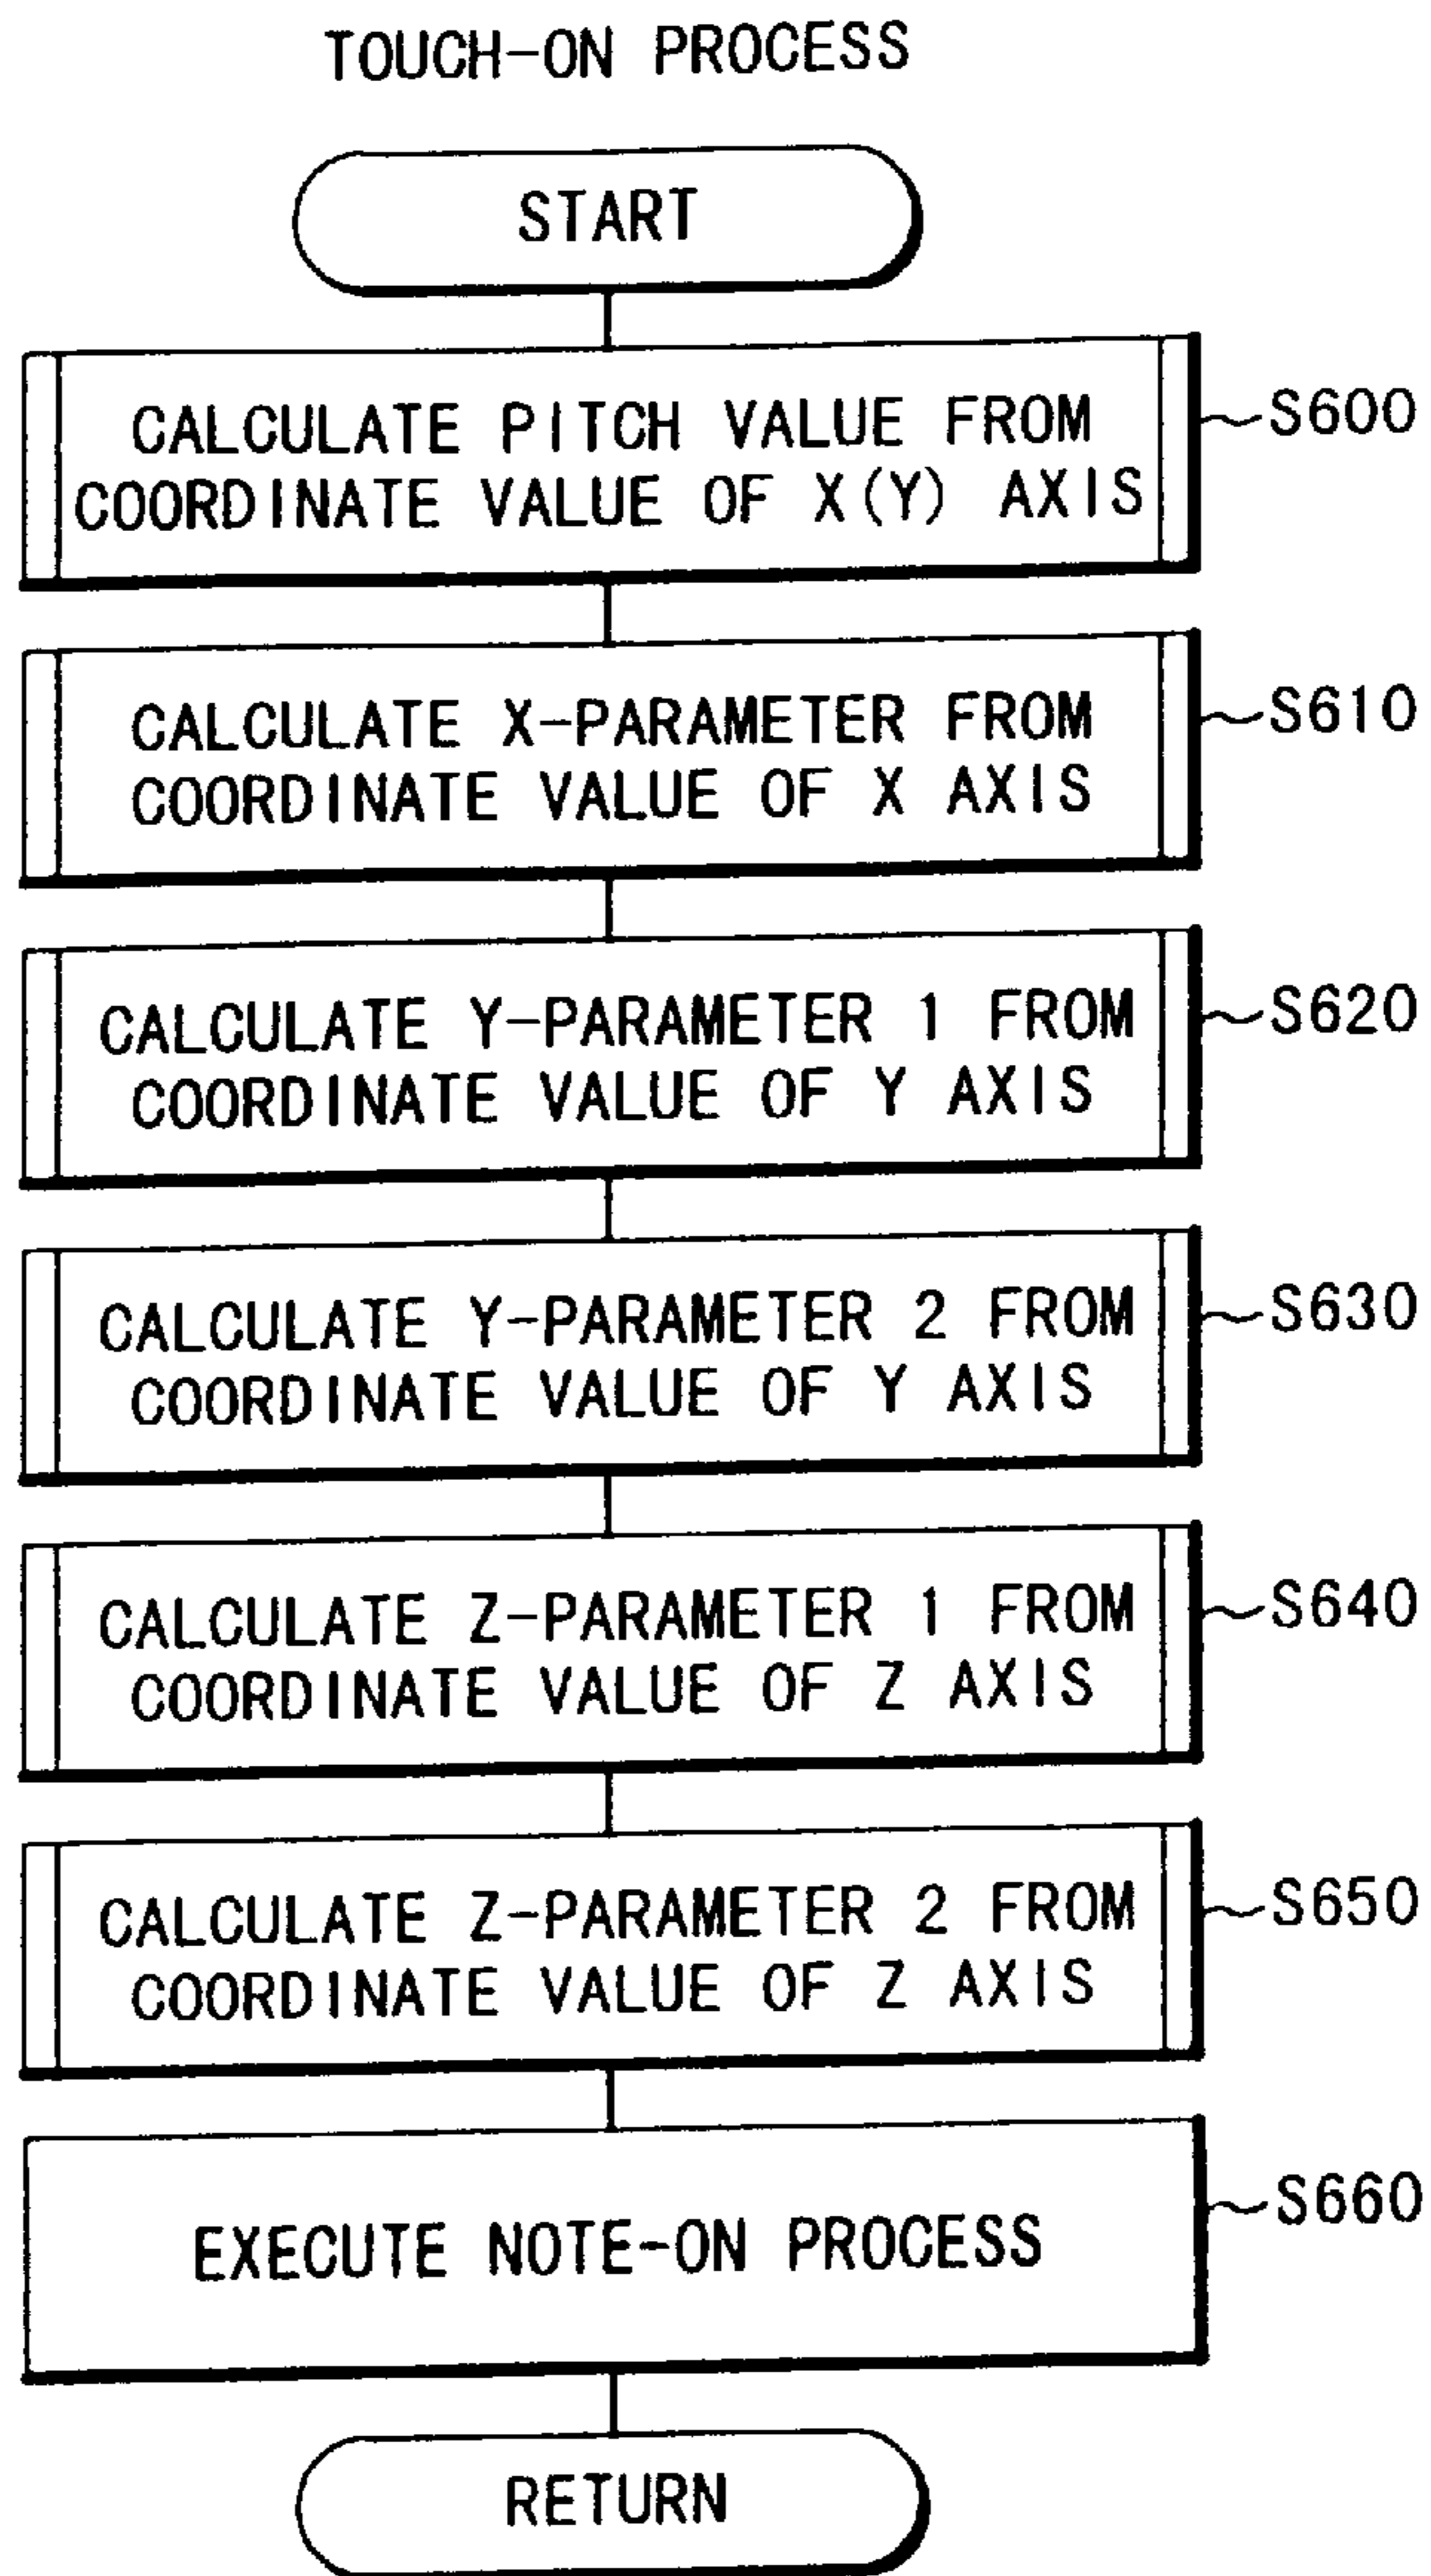 TOUCH-ON PROCESS
START
CALCULATE PITCH VALUE FROM
COORDINATE VALUE OF X(Y) AXIS
S600
CALCULATE X-PARAMETER FROM
COORDINATE VALUE OF X AXIS
S610
CALCULATE Y-PARAMETER 1 FROM
COORDINATE VALUE OF Y AXIS
S620
CALCULATE Y-PARAMETER 2 FROM
COORDINATE VALUE OF Y AXIS
S630
CALCULATE Z-PARAMETER 1 FROM
COORDINATE VALUE OF Z AXIS
S640
CALCULATE Z-PARAMETER 2 FROM
COORDINATE VALUE OF Z AXIS
S650
EXECUTE NOTE-ON PROCESS
S660
RETURN